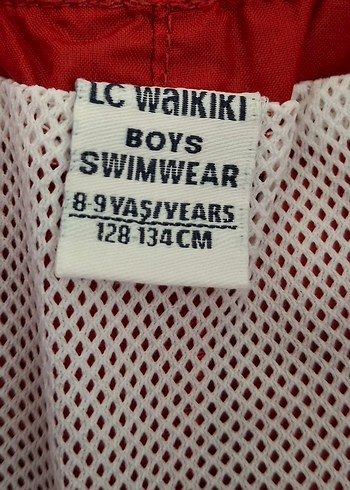 LC WAIKIKI
BOYS
SWIMWEAR
8-9 YAŞ/YEARS
128-134 CM